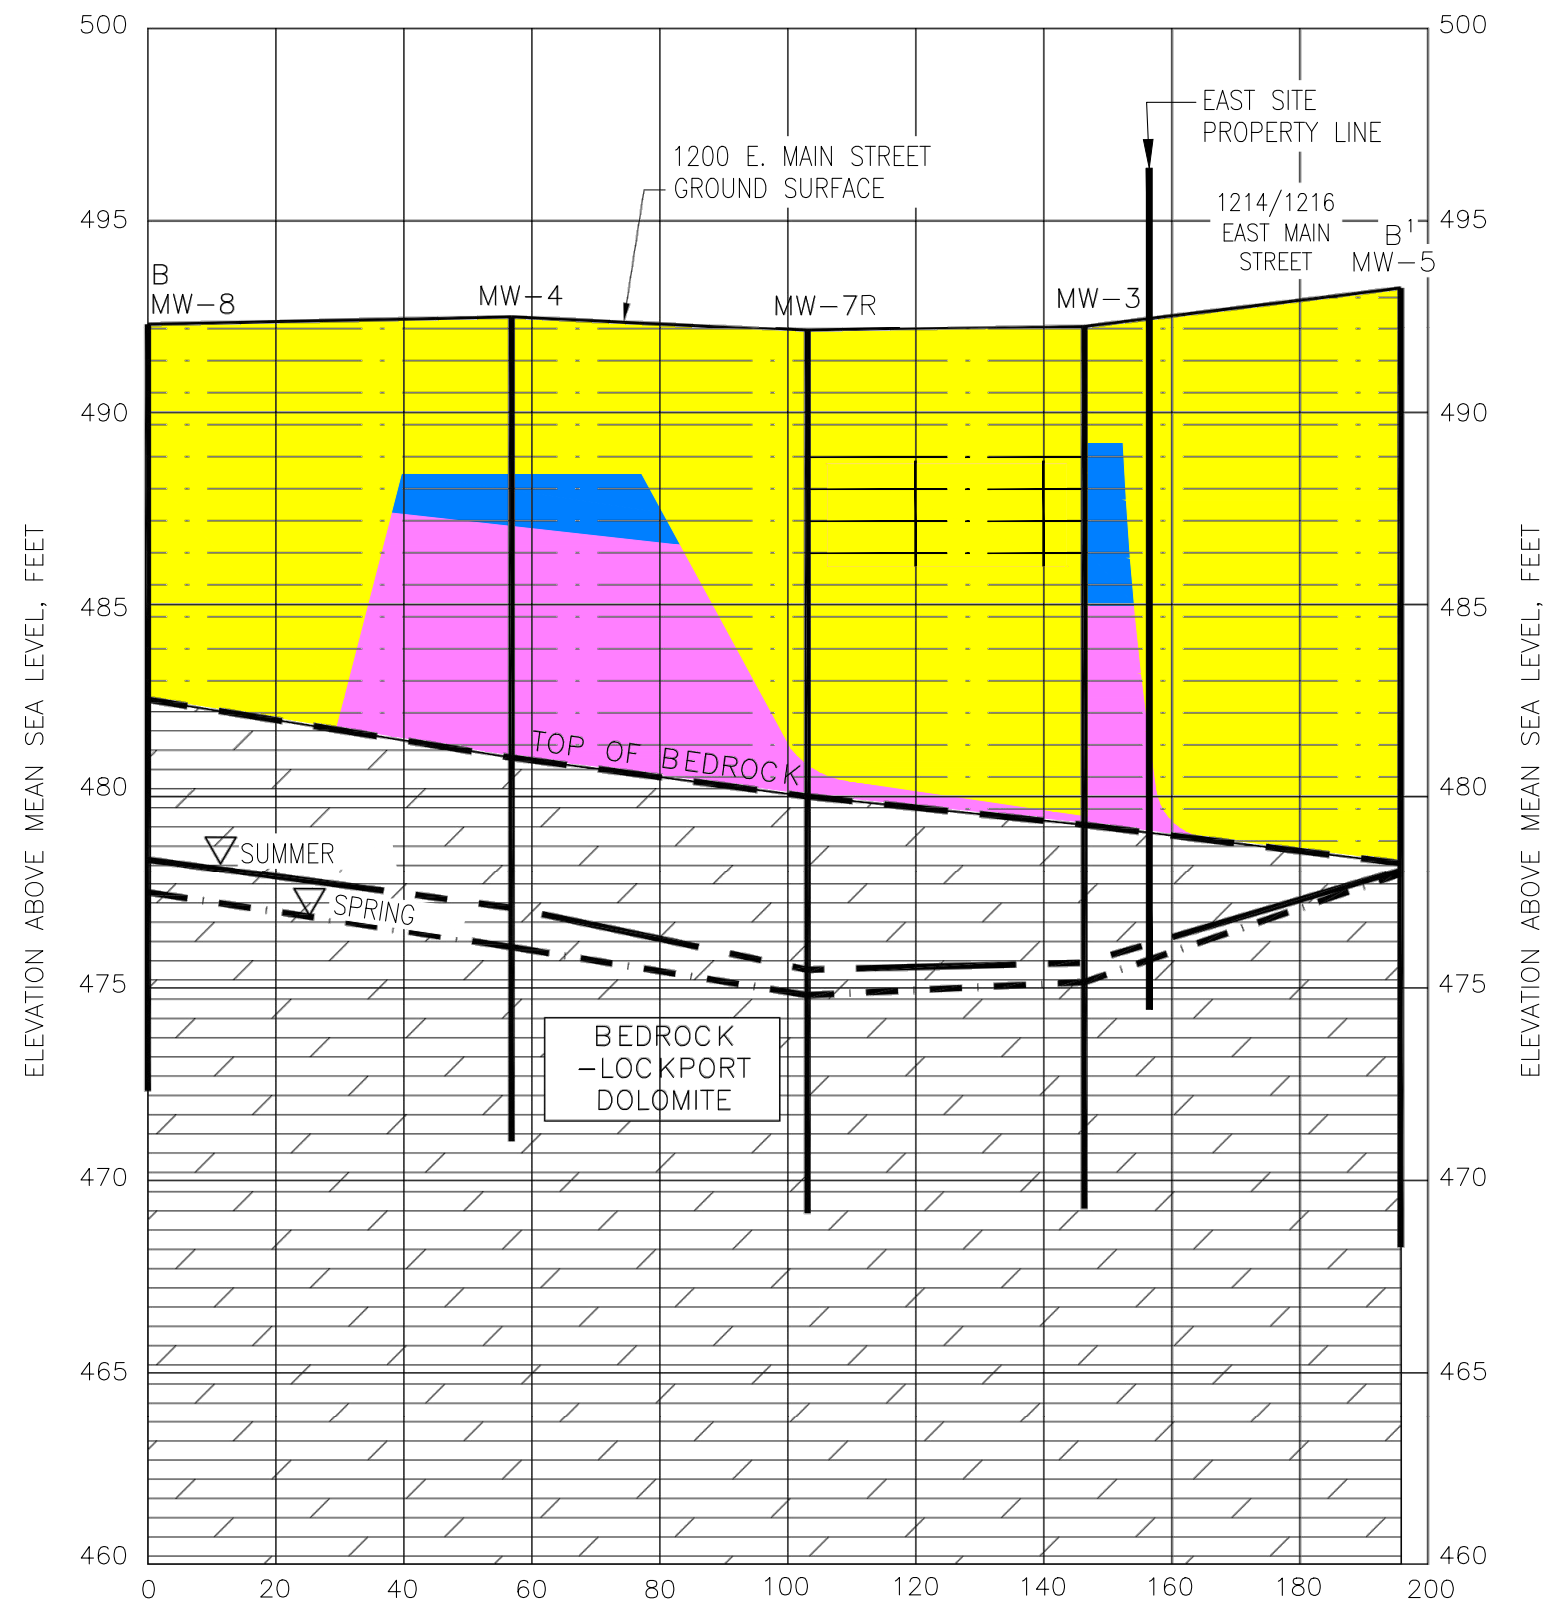 500
500
EAST SITE
PROPERTY LINE
1200 E. MAIN STREET
GROUND SURFACE
1214/1216
EAST MAIN
STREET
495
495
B
MW-8
MW-4
MW-7R
MW-3
B'
MW-5
490
490
485
485
ELEVATION ABOVE MEAN SEA LEVEL, FEET
ELEVATION ABOVE MEAN SEA LEVEL, FEET
TOP OF BEDROCK
480
480
SUMMER
SPRING
475
475
BEDROCK
-LOCKPORT
DOLOMITE
470
470
465
465
460
460
0 20 40 60 80 100 120 140 160 180 200